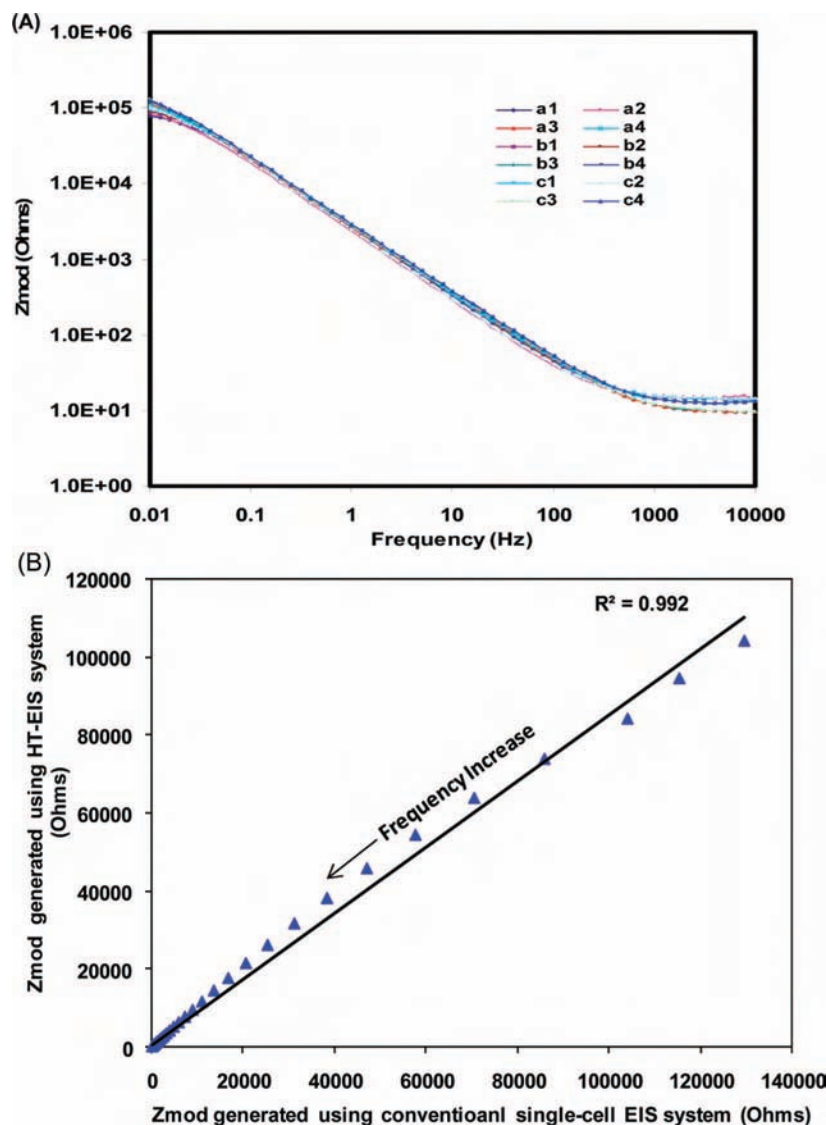 (A)
1.0E+06
1.0E+05
1.0E+04
1.0E+03
1.0E+02
1.0E+01
1.0E+00
Zmod (Ohms)
a1 a2
a3 a4
b1 b2
b3 b4
c1 c2
c3 c4
0.01 0.1 1 10 100 1000 10000
Frequency (Hz)
(B)
120000
100000
80000
60000
40000
20000
0
Zmod generated using HT-EIS system
(Ohms)
R² = 0.992
Frequency Increase
0 20000 40000 60000 80000 100000 120000 140000
Zmod generated using conventioanl single-cell EIS system (Ohms)